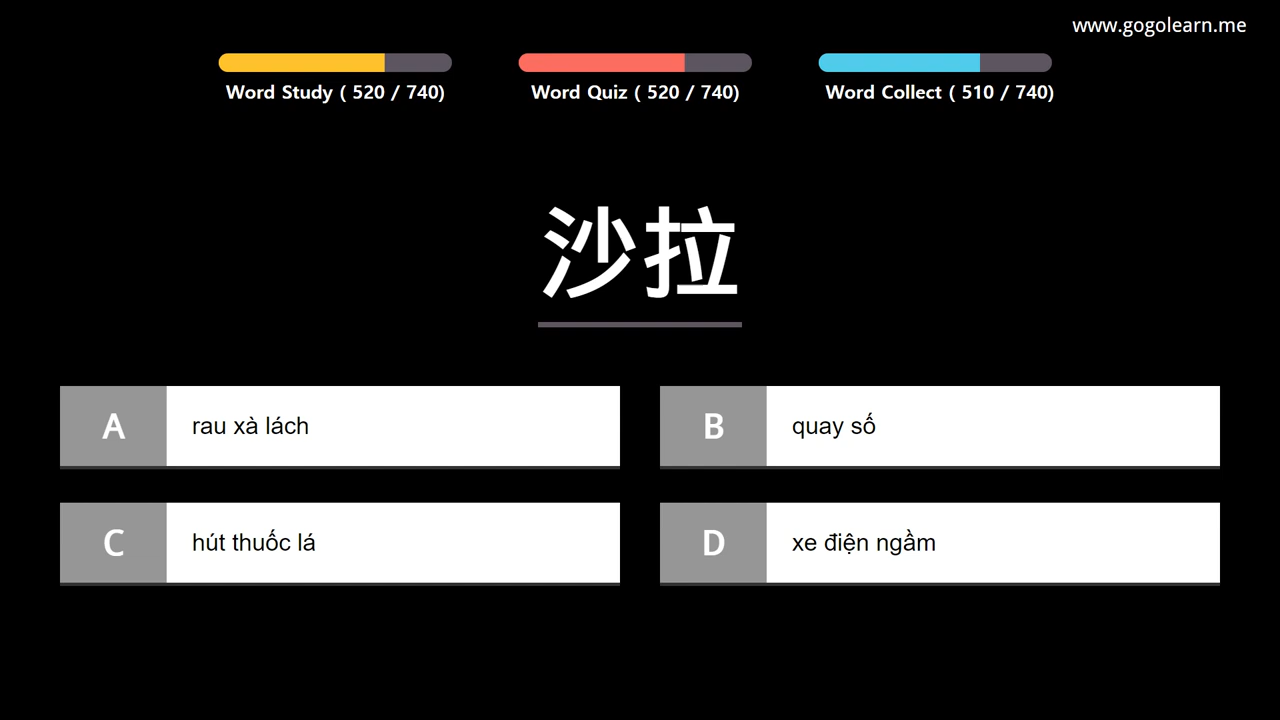 www.gogolearn.me
Word Study ( 520 / 740)
Word Quiz ( 520 / 740)
Word Collect ( 510 / 740)
沙拉
A rau xà lách
B quay số
C hút thuốc lá
D xe điện ngầm